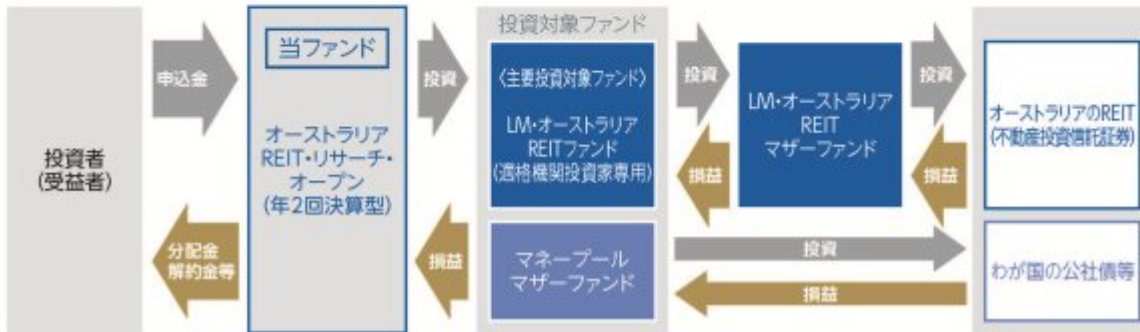 投資者
(受益者)
申込金
分配金
解約金等
当ファンド
オーストラリア
REIT・リサーチ・
オープン
(年2回決算型)
投資
損益
投資対象ファンド
〈主要投資対象ファンド〉
LM・オーストラリア
REITファンド
(適格機関投資家専用)
マネープール
マザーファンド
投資
損益
LM・オーストラリア
REIT
マザーファンド
投資
損益
投資
損益
オーストラリアのREIT
(不動産投資信託証券)
わが国の公社債等